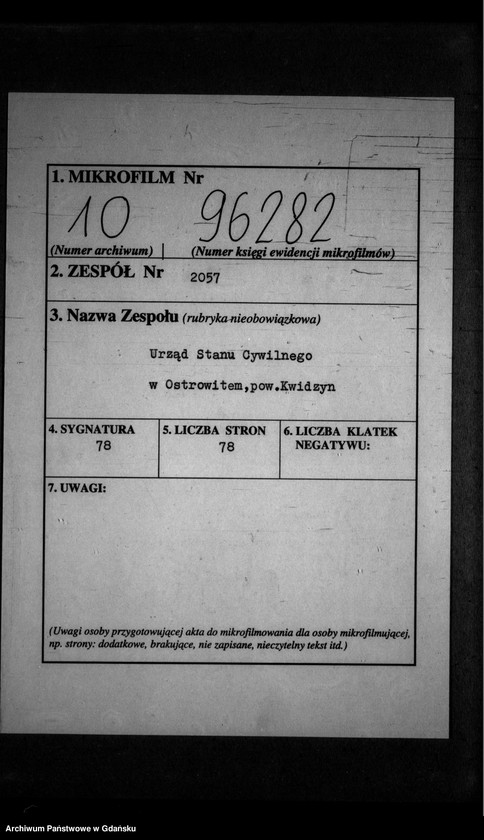 1. MIKROFILM Nr
10 96282
(Numer archiwum) (Numer księgi ewidencji mikrofilmów)
2. ZESPÓŁ Nr 2057
3. Nazwa Zespołu (rubryka nieobowiązkowa)
Urząd Stanu Cywilnego
w Ostrowitem,pow.Kwidzyn
4. SYGNATURA
78
5. LICZBA STRON
78
6. LICZBA KLATEK
NEGATYWU:
7. UWAGI:
(Uwagi osoby przygotowującej akta do mikrofilmowania dla osoby mikrofilmującej,
np. strony: dodatkowe, brakujące, nie zapisane, nieczytelny tekst itd.)
Archiwum Państwowe w Gdańsku